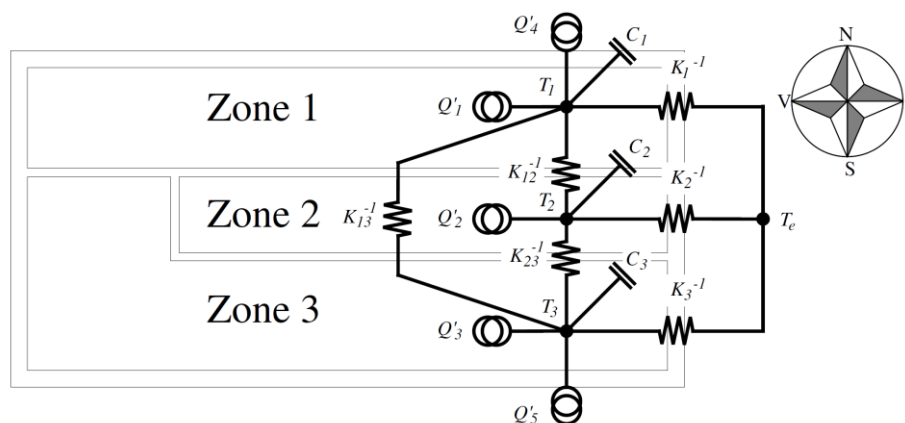 Q'4
C1
N
K1^-1
T1
Zone 1
Q'1
V
S
K12^-1
C2
K2^-1
T2
Zone 2
K13^-1
Q'2
Te
K23^-1
C3
K3^-1
T3
Zone 3
Q'3
Q'5